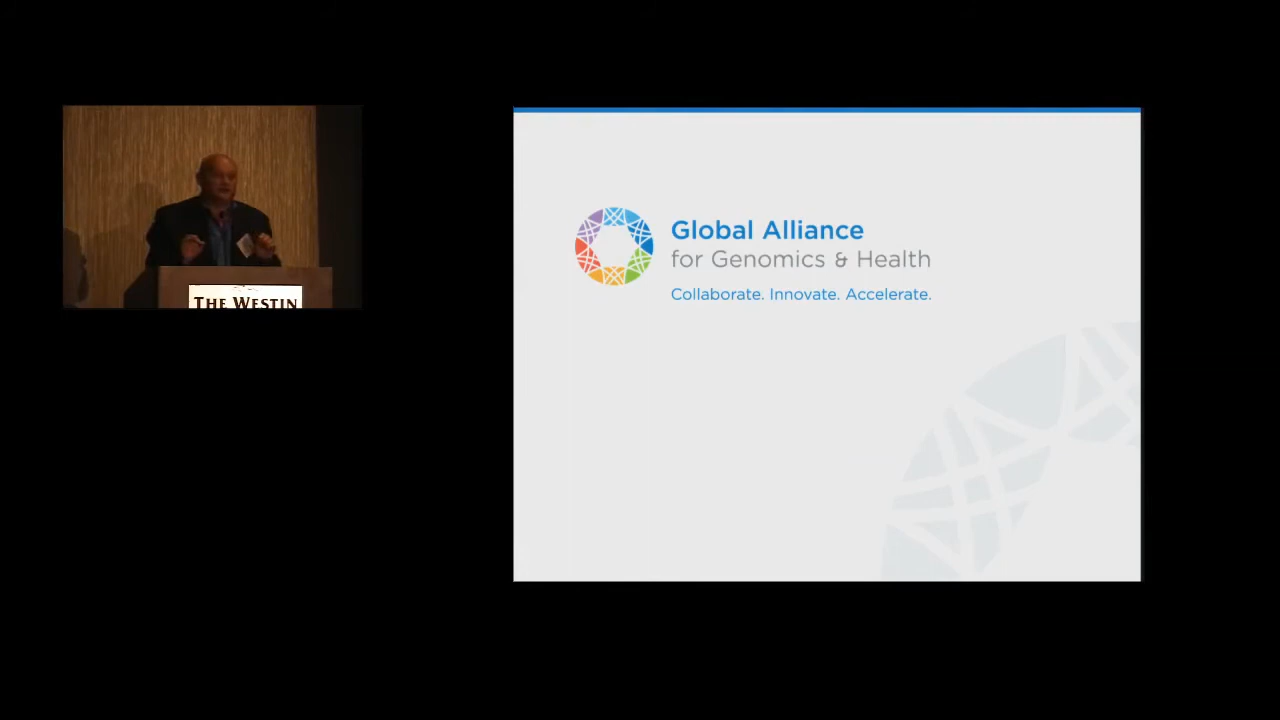 THE WESTIN
Global Alliance
for Genomics & Health
Collaborate. Innovate. Accelerate.